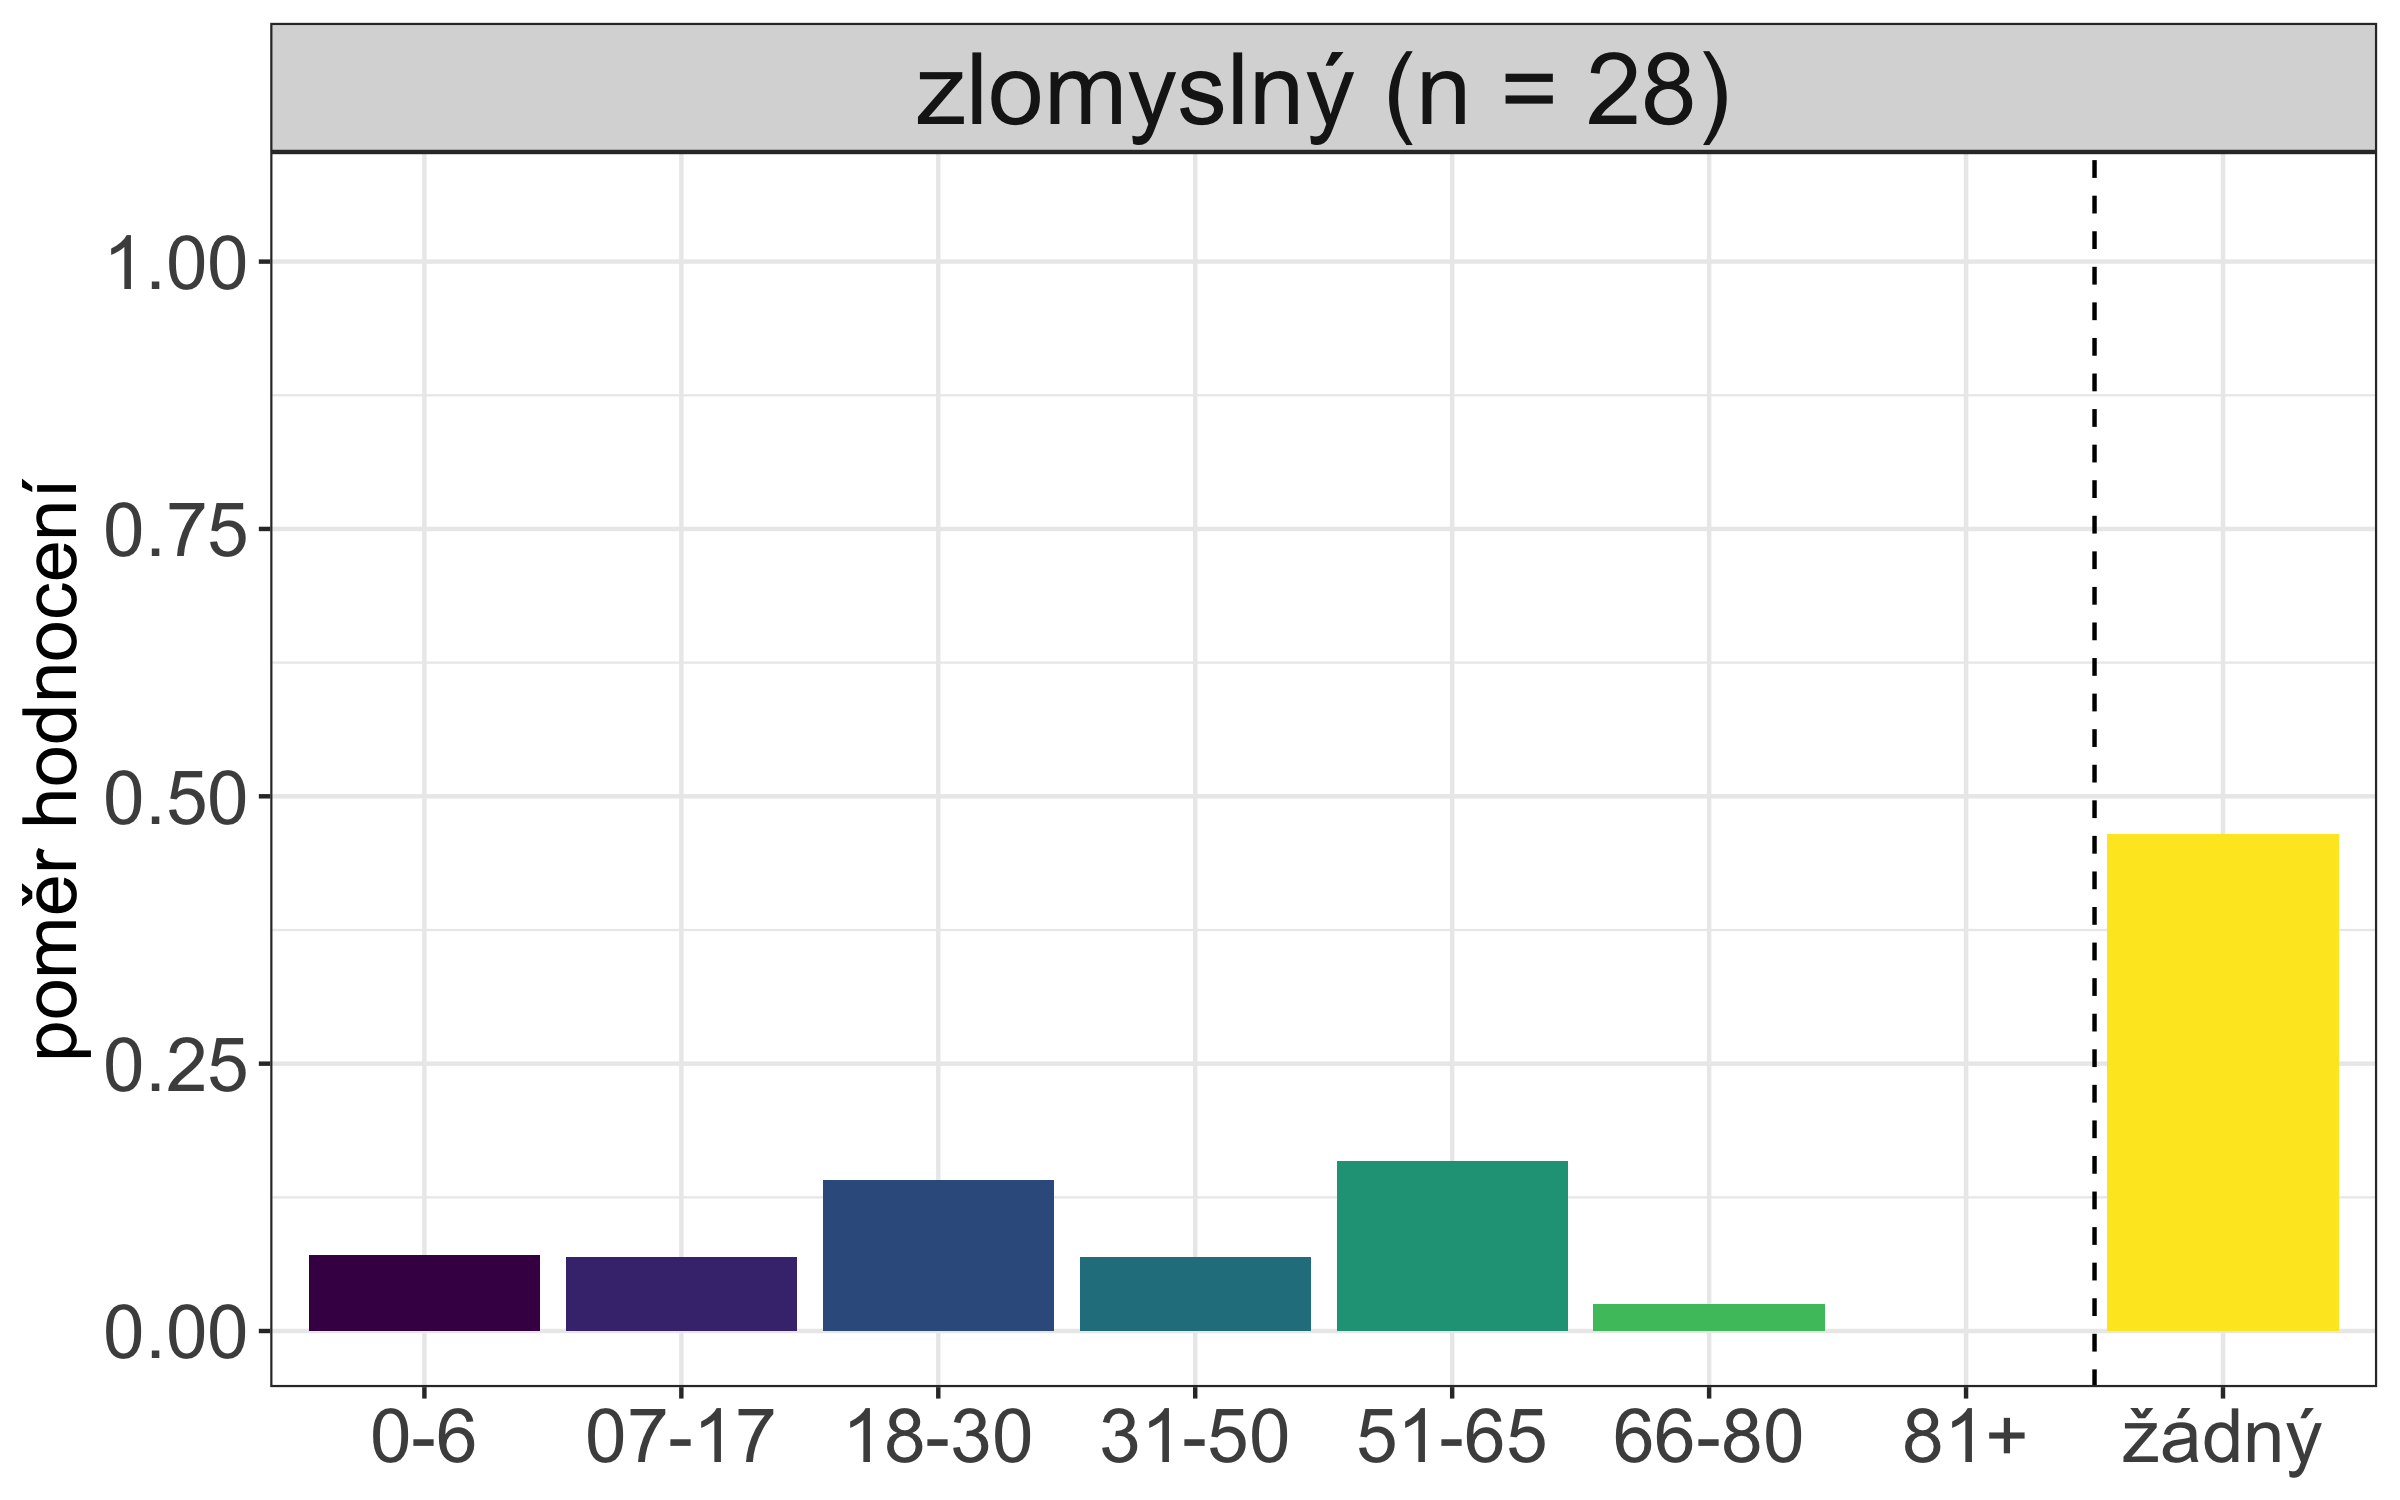 zlomyslný (n = 28)
poměr hodnocení
1.00
0.75
0.50
0.25
0.00
0-6 07-17 18-30 31-50 51-65 66-80 81+ žádný